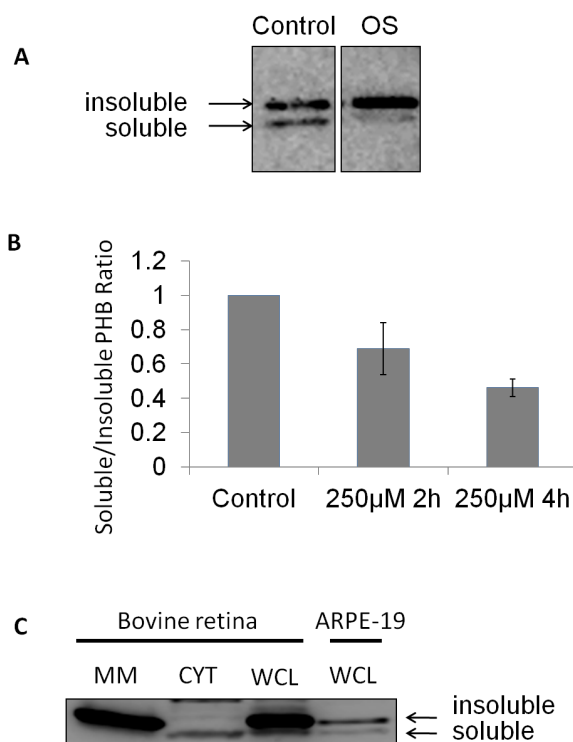 Control OS
A
insoluble
soluble
B
Soluble/Insoluble PHB Ratio
1.2
1
0.8
0.6
0.4
0.2
0
Control 250µM 2h 250µM 4h
C
Bovine retina ARPE-19
MM CYT WCL WCL
insoluble
soluble